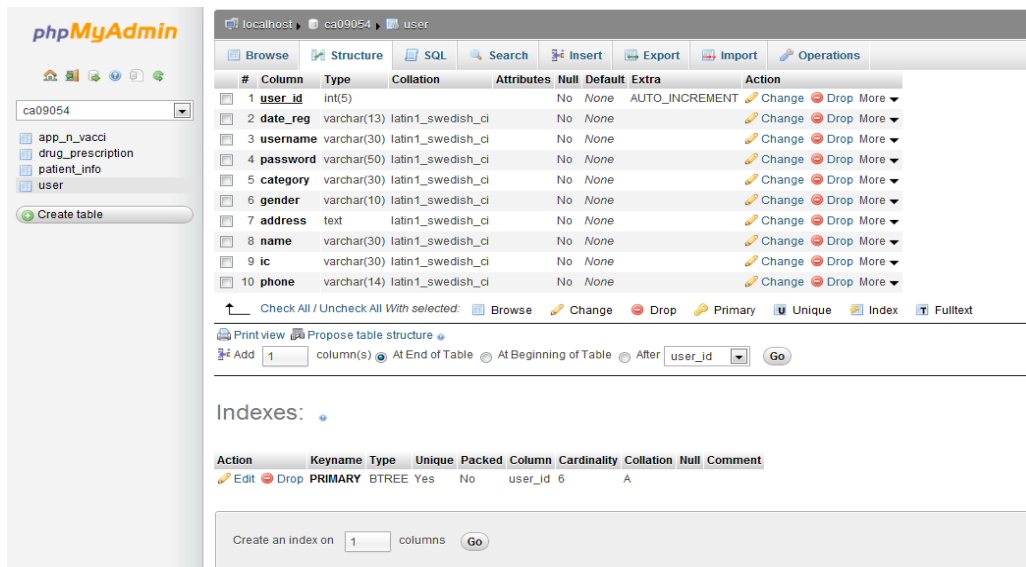 phpMyAdmin
ca09054
app_n_vacci
drug_prescription
patient_info
user
Create table
localhost ▸ ca09054 ▸ user
Browse Structure SQL Search Insert Export Import Operations
# Column Type Collation Attributes Null Default Extra Action
1 user_id int(5) No None AUTO_INCREMENT Change Drop More
2 date_reg varchar(13) latin1_swedish_ci No None Change Drop More
3 username varchar(30) latin1_swedish_ci No None Change Drop More
4 password varchar(50) latin1_swedish_ci No None Change Drop More
5 category varchar(30) latin1_swedish_ci No None Change Drop More
6 gender varchar(10) latin1_swedish_ci No None Change Drop More
7 address text latin1_swedish_ci No None Change Drop More
8 name varchar(30) latin1_swedish_ci No None Change Drop More
9 ic varchar(30) latin1_swedish_ci No None Change Drop More
10 phone varchar(14) latin1_swedish_ci No None Change Drop More
Check All / Uncheck All With selected: Browse Change Drop Primary U Unique Index T Fulltext
Print view Propose table structure
Add 1 column(s) At End of Table At Beginning of Table After user_id Go
Indexes:
Action Keyname Type Unique Packed Column Cardinality Collation Null Comment
Edit Drop PRIMARY BTREE Yes No user_id 6 A
Create an index on 1 columns Go